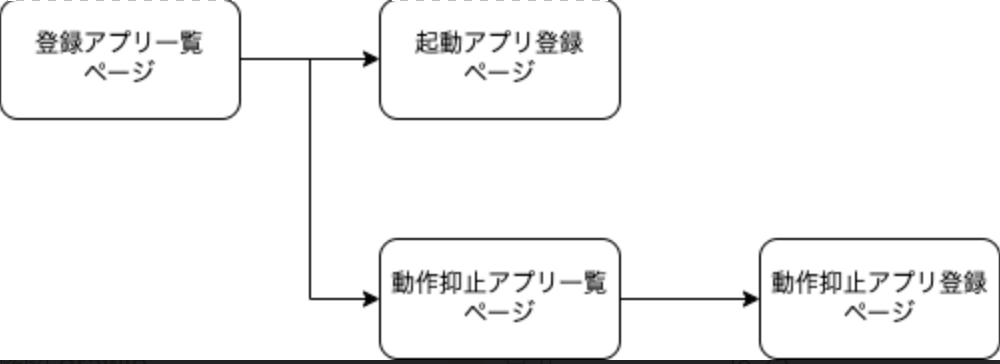 登録アプリ一覧
ページ
起動アプリ登録
ページ
動作抑止アプリ一覧
ページ
動作抑止アプリ登録
ページ